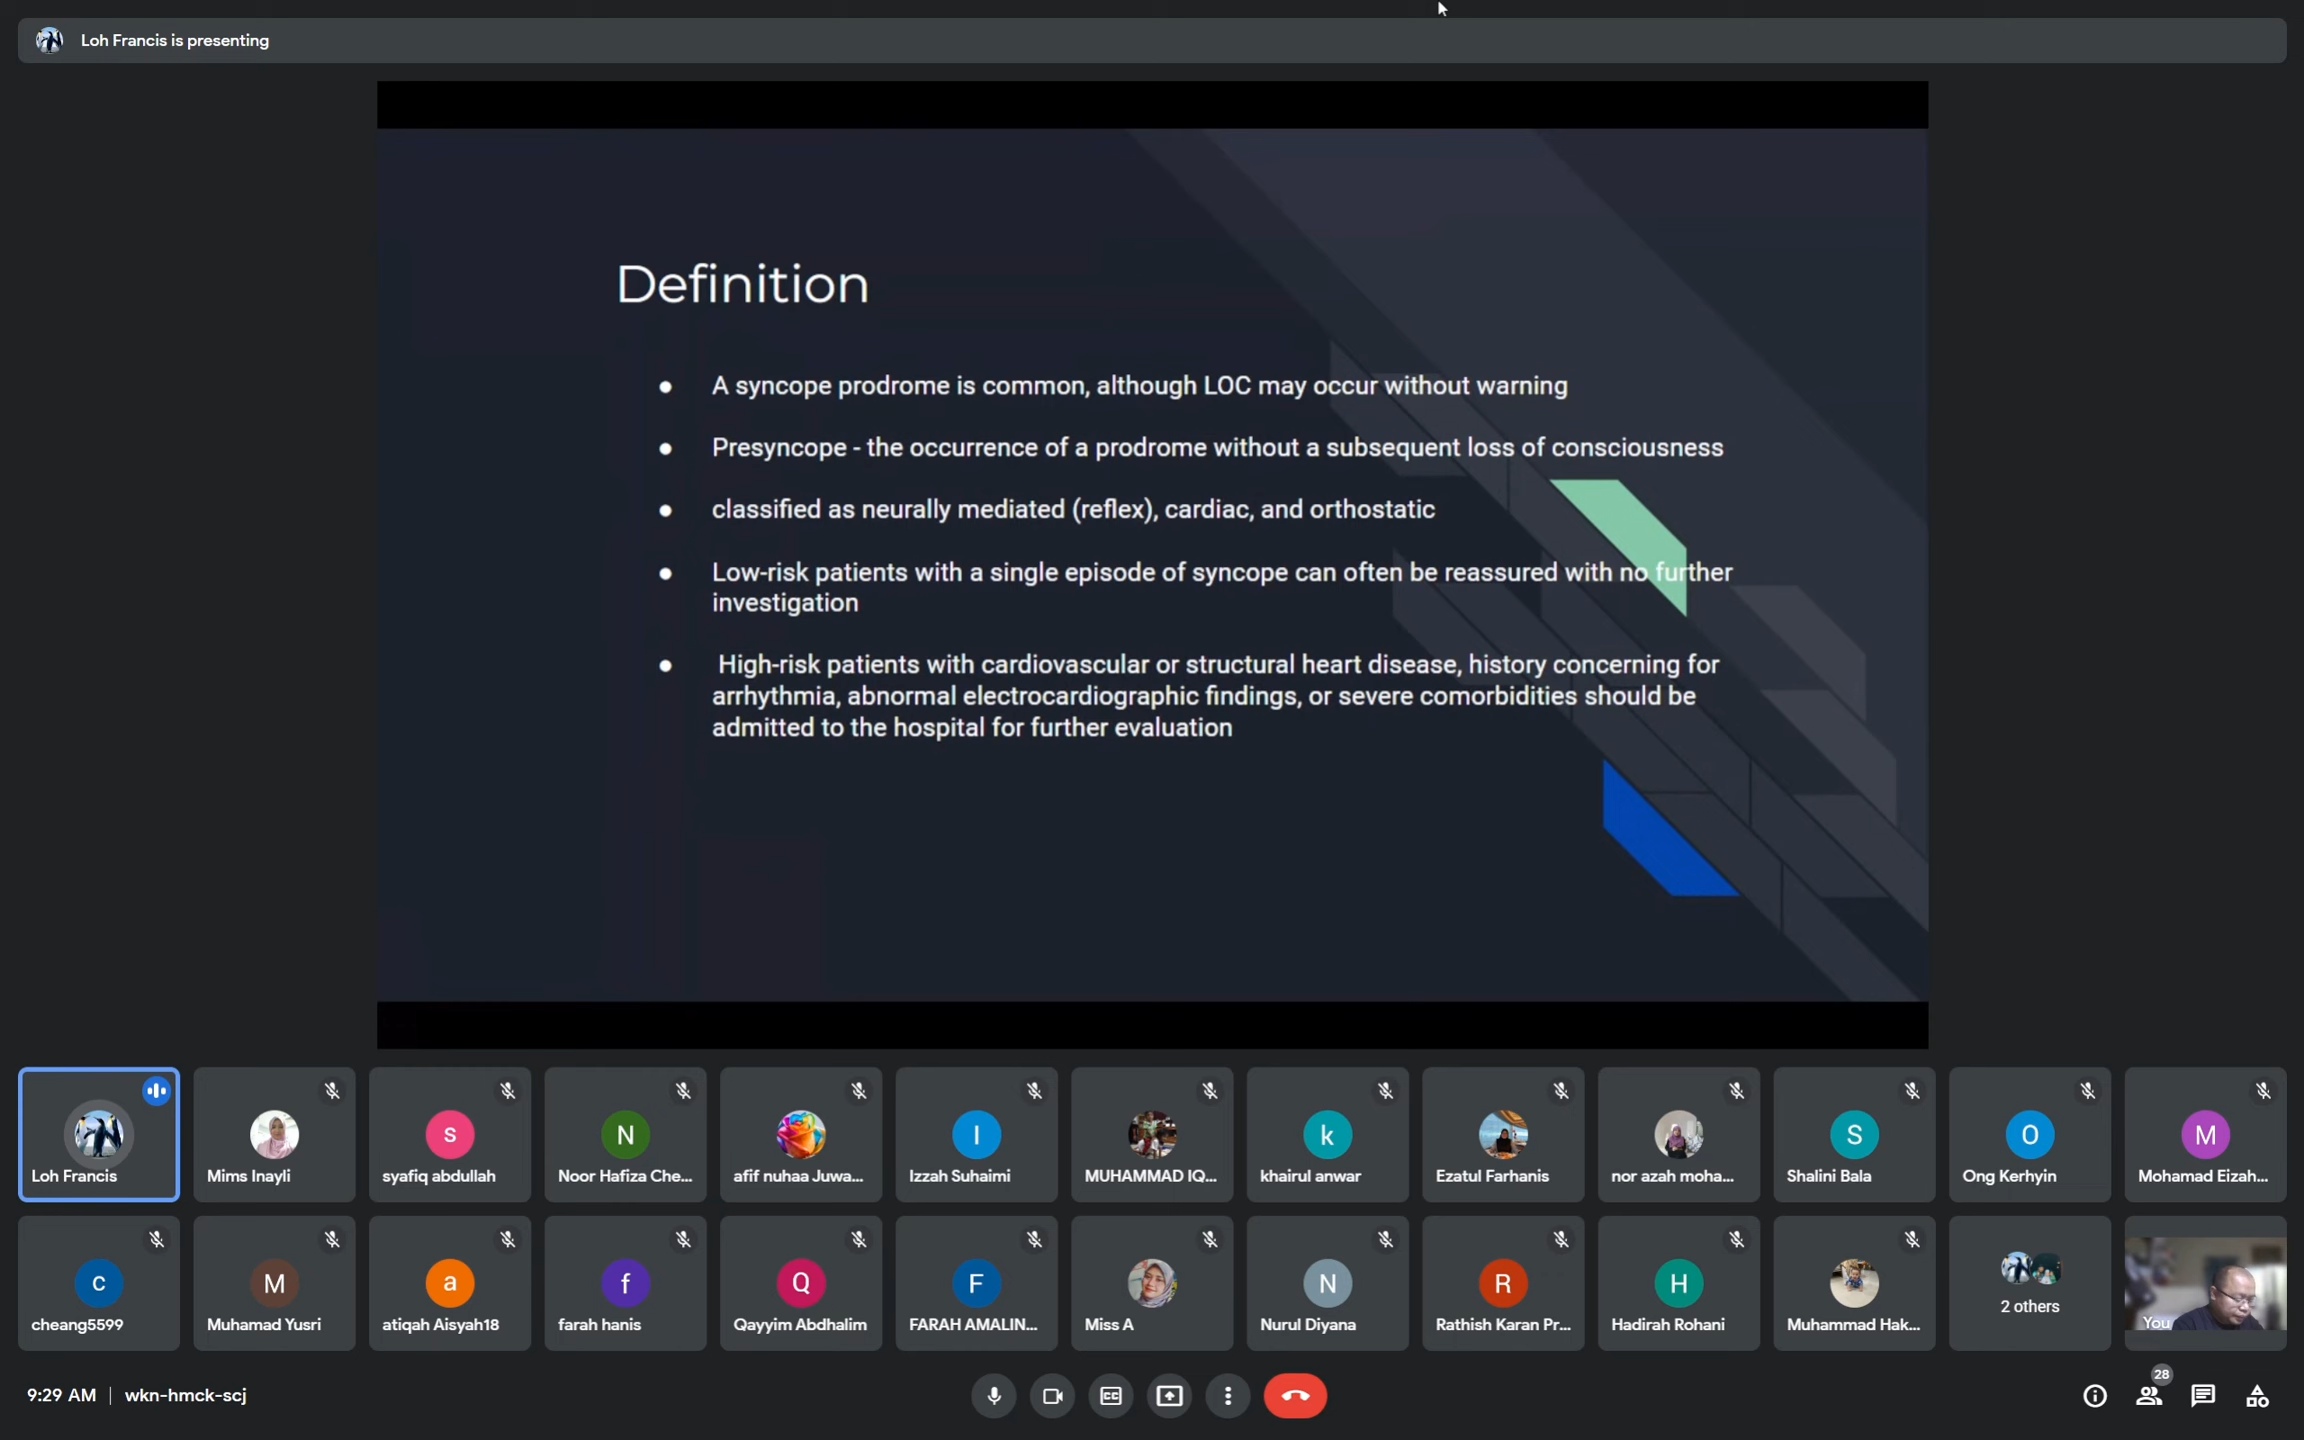 Loh Francis is presenting
Definition
● A syncope prodrome is common, although LOC may occur without warning
● Presyncope - the occurrence of a prodrome without a subsequent loss of consciousness
● classified as neurally mediated (reflex), cardiac, and orthostatic
● Low-risk patients with a single episode of syncope can often be reassured with no further
investigation
● High-risk patients with cardiovascular or structural heart disease, history concerning for
arrhythmia, abnormal electrocardiographic findings, or severe comorbidities should be
admitted to the hospital for further evaluation
s N I k S O M
Loh Francis Mims Inayli syafiq abdullah Noor Hafiza Che... afif nuhaa Juwa... Izzah Suhaimi MUHAMMAD IQ... khairul anwar Ezatul Farhanis nor azah moha... Shalini Bala Ong Kerhyin Mohamad Eizah...
c M a f Q F N R H
2 others
cheang5599 Muhamad Yusri atiqah Aisyah18 farah hanis Qayyim Abdhalim FARAH AMALIN... Miss A Nurul Diyana Rathish Karan Pr... Hadirah Rohani Muhammad Hak... You
28
9:29 AM | wkn-hmck-scj CC